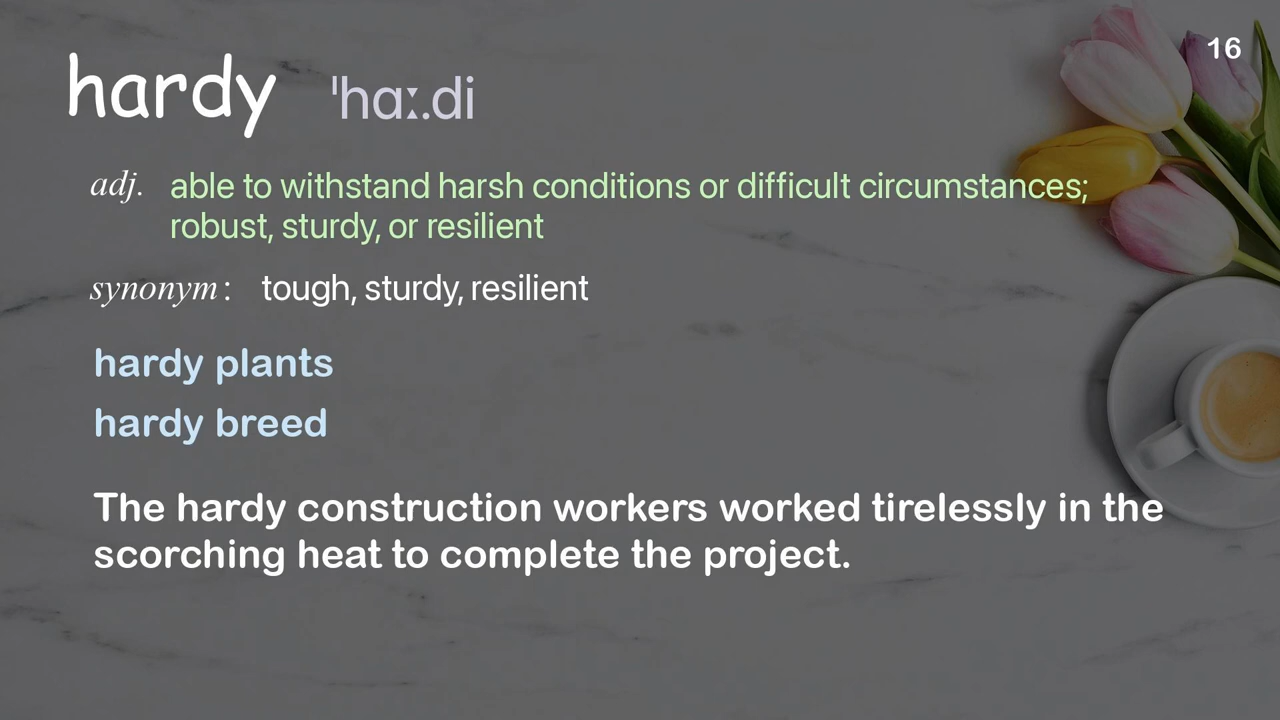 16
hardy ˈhɑː.di
adj. able to withstand harsh conditions or difficult circumstances;
robust, sturdy, or resilient
synonym: tough, sturdy, resilient
hardy plants
hardy breed
The hardy construction workers worked tirelessly in the
scorching heat to complete the project.